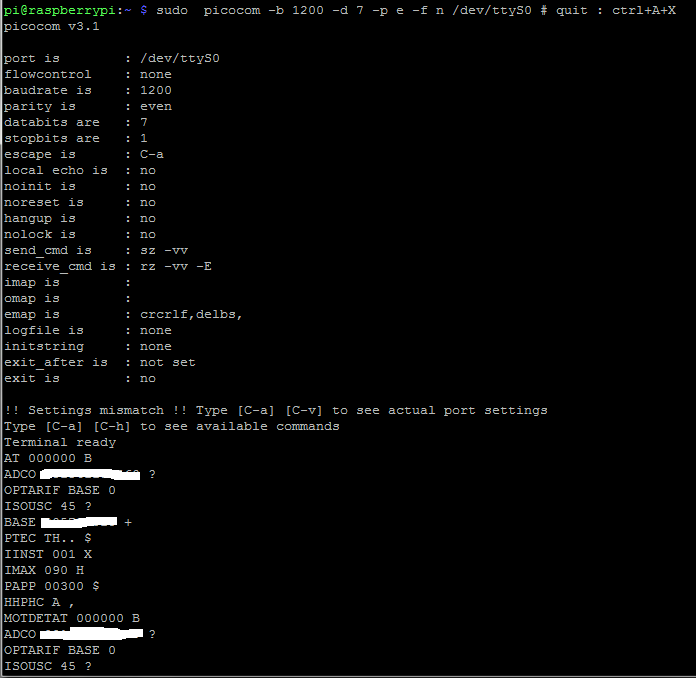 pi@raspberrypi:~ $ sudo  picocom -b 1200 -d 7 -p e -f n /dev/ttyS0 # quit : ctrl+A+X
picocom v3.1
port is        : /dev/ttyS0
flowcontrol    : none
baudrate is    : 1200
parity is      : even
databits are   : 7
stopbits are   : 1
escape is      : C-a
local echo is  : no
noinit is      : no
noreset is     : no
hangup is      : no
nolock is      : no
send_cmd is    : sz -vv
receive_cmd is : rz -vv -E
imap is        :
omap is        :
emap is        : crcrlf,delbs,
logfile is     : none
initstring     : none
exit_after is  : not set
exit is        : no
!! Settings mismatch !! Type [C-a] [C-v] to see actual port settings
Type [C-a] [C-h] to see available commands
Terminal ready
AT 000000 B
ADCO ?
OPTARIF BASE 0
ISOUSC 45 ?
BASE +
PTEC TH.. $
IINST 001 X
IMAX 090 H
PAPP 00300 $
HHPHC A ,
MOTDETAT 000000 B
ADCO ?
OPTARIF BASE 0
ISOUSC 45 ?